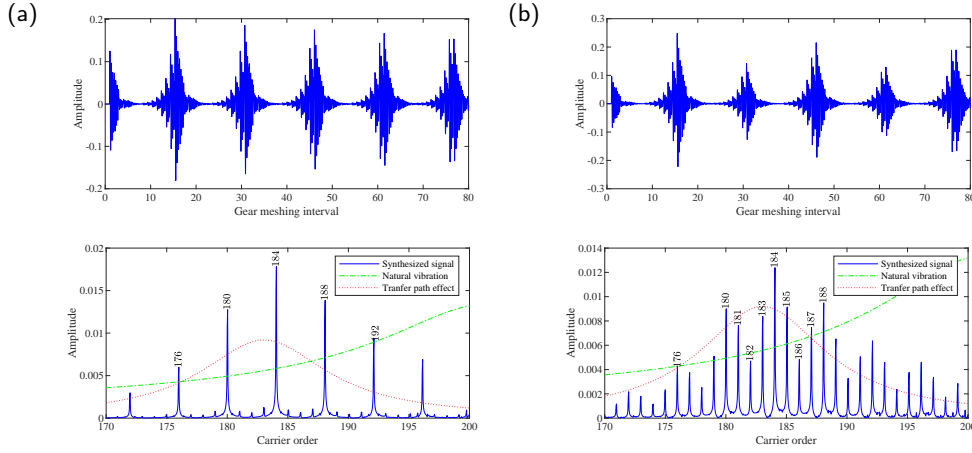 (a)
0.2
0.1
0
-0.1
-0.2
Amplitude
0 10 20 30 40 50 60 70 80
Gear meshing interval
(b)
0.3
0.2
0.1
0
-0.1
-0.2
-0.3
Amplitude
0 10 20 30 40 50 60 70 80
Gear meshing interval
0.02
0.015
0.01
0.005
0
Amplitude
176
180
184
188
192
Synthesized signal
Natural vibration
Tranfer path effect
170 175 180 185 190 195 200
Carrier order
0.014
0.012
0.01
0.008
0.006
0.004
0.002
0
Amplitude
176
180
181
182
183
184
185
186
187
188
Synthesized signal
Natural vibration
Tranfer path effect
170 175 180 185 190 195 200
Carrier order